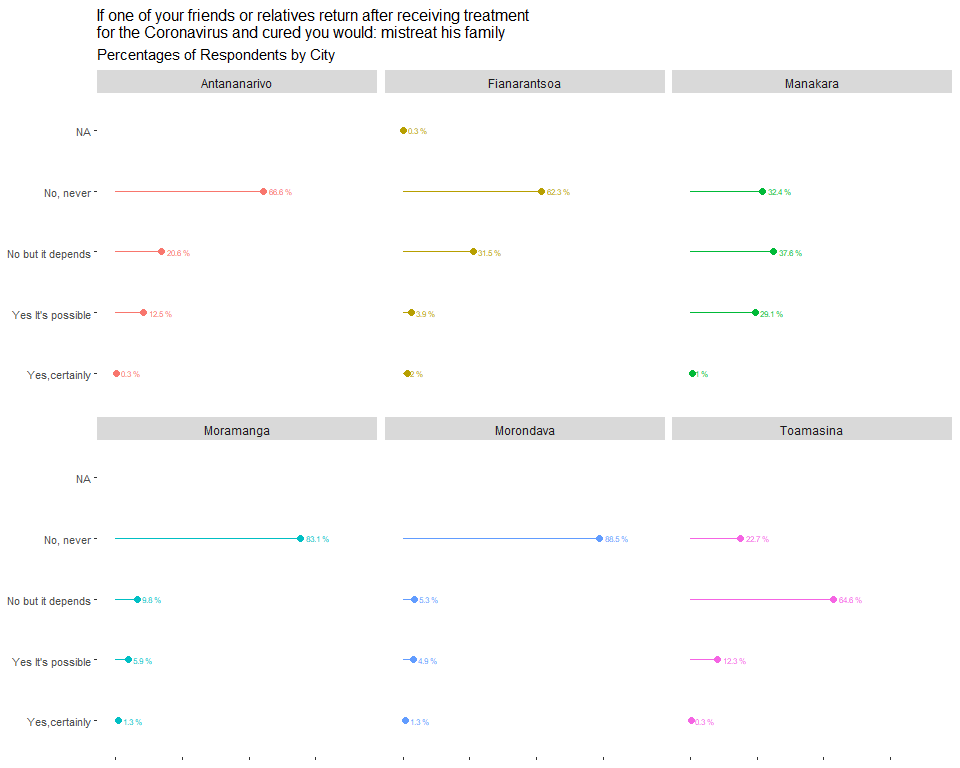 If one of your friends or relatives return after receiving treatment
for the Coronavirus and cured you would: mistreat his family
Percentages of Respondents by City
Antananarivo
Fianarantsoa
Manakara
NA
0.3 %
No, never
66.6 %
62.3 %
32.4 %
No but it depends
20.6 %
31.5 %
37.6 %
Yes It's possible
12.5 %
3.9 %
29.1 %
Yes,certainly
0.3 %
2 %
1 %
Moramanga
Morondava
Toamasina
NA
No, never
83.1 %
88.5 %
22.7 %
No but it depends
9.8 %
5.3 %
64.6 %
Yes It's possible
5.9 %
4.9 %
12.3 %
Yes,certainly
1.3 %
1.3 %
0.3 %